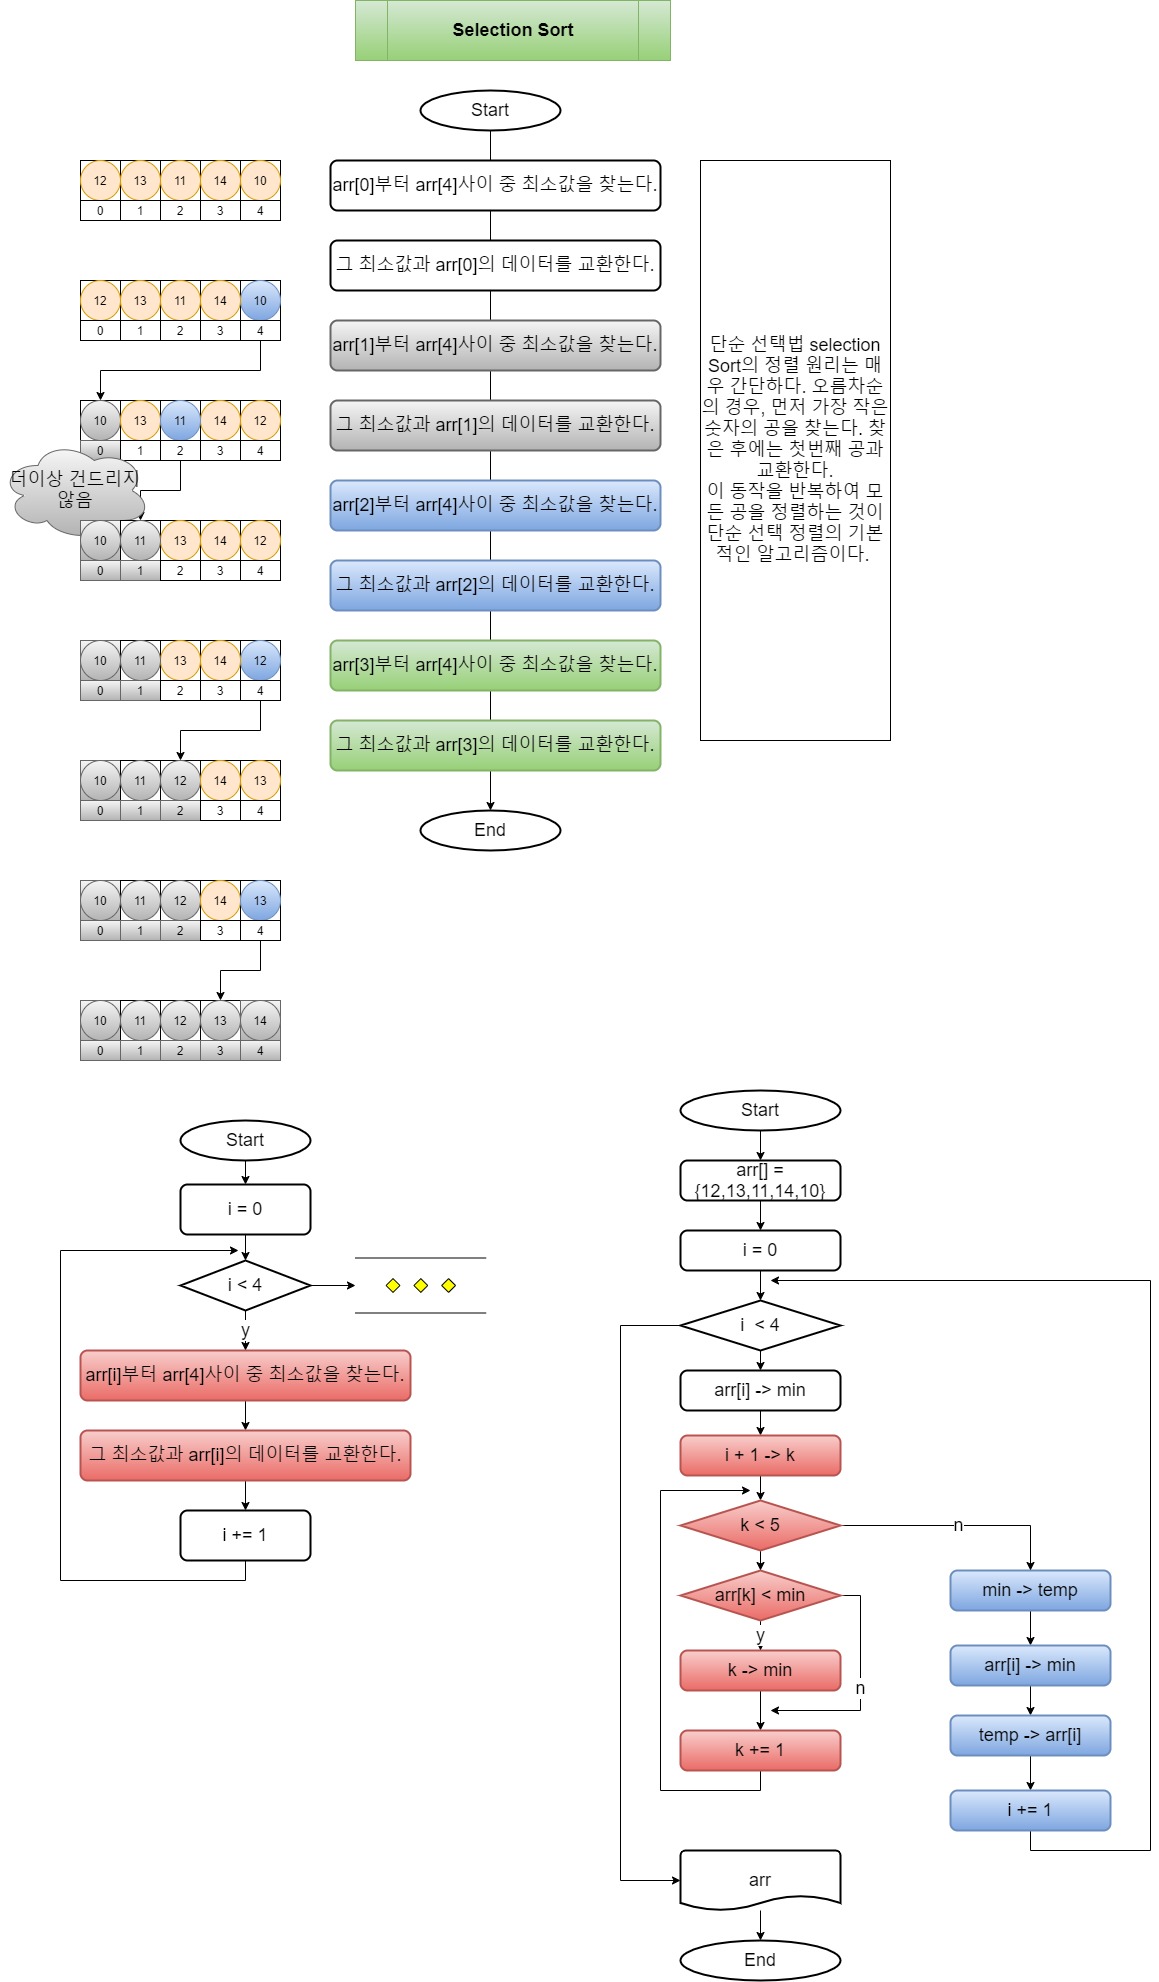 Selection Sort
Start
arr[0]부터 arr[4]사이 중 최소값을 찾는다.
그 최소값과 arr[0]의 데이터를 교환한다.
arr[1]부터 arr[4]사이 중 최소값을 찾는다.
그 최소값과 arr[1]의 데이터를 교환한다.
arr[2]부터 arr[4]사이 중 최소값을 찾는다.
그 최소값과 arr[2]의 데이터를 교환한다.
arr[3]부터 arr[4]사이 중 최소값을 찾는다.
그 최소값과 arr[3]의 데이터를 교환한다.
End
12 13 11 14 10
0 1 2 3 4
12 13 11 14 10
0 1 2 3 4
10 13 11 14 12
0 1 2 3 4
더이상 건드리지
않음
10 11 13 14 12
0 1 2 3 4
10 11 13 14 12
0 1 2 3 4
10 11 12 14 13
0 1 2 3 4
10 11 12 14 13
0 1 2 3 4
10 11 12 13 14
0 1 2 3 4
단순 선택법 selection
Sort의 정렬 원리는 매
우 간단하다. 오름차순
의 경우, 먼저 가장 작은
숫자의 공을 찾는다. 찾
은 후에는 첫번째 공과
교환한다.
이 동작을 반복하여 모
든 공을 정렬하는 것이
단순 선택 정렬의 기본
적인 알고리즘이다.
Start
i = 0
i < 4
y
arr[i]부터 arr[4]사이 중 최소값을 찾는다.
그 최소값과 arr[i]의 데이터를 교환한다.
i += 1
Start
arr[] =
{12,13,11,14,10}
i = 0
i < 4
arr[i] -> min
i + 1 -> k
k < 5
n
arr[k] < min
y
n
k -> min
k += 1
min -> temp
arr[i] -> min
temp -> arr[i]
i += 1
arr
End